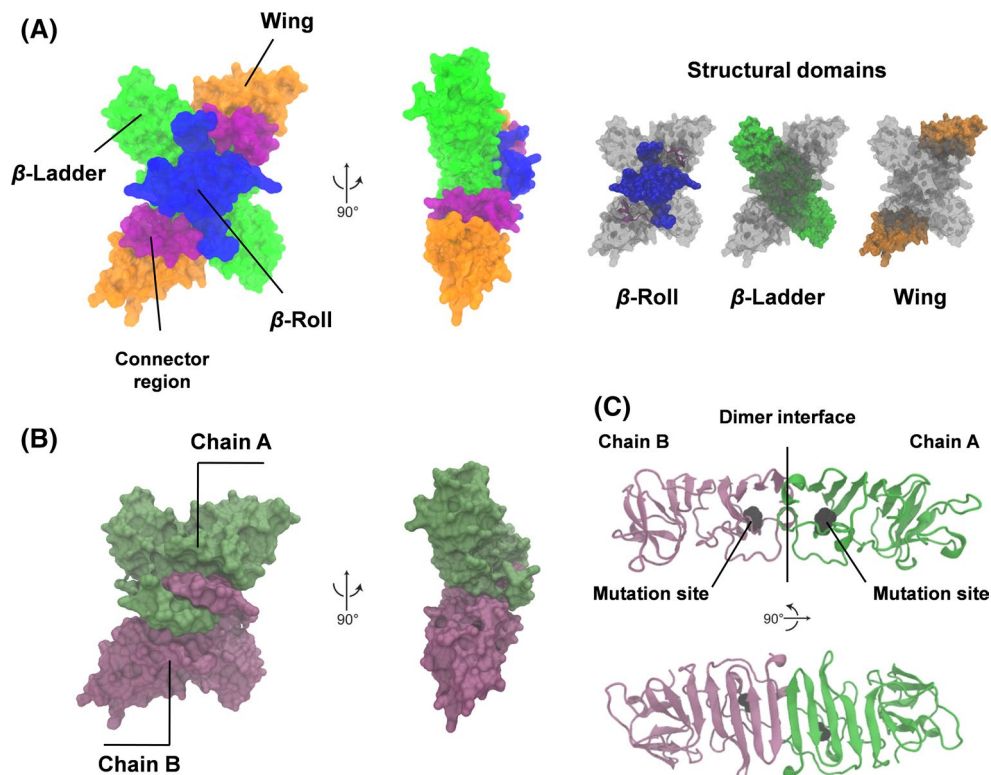 (A)
Wing
β-Ladder
90°
β-Roll
Connector
region
Structural domains
β-Roll
β-Ladder
Wing
(B)
Chain A
90°
Chain B
(C)
Dimer interface
Chain B
Chain A
Mutation site
Mutation site
90°